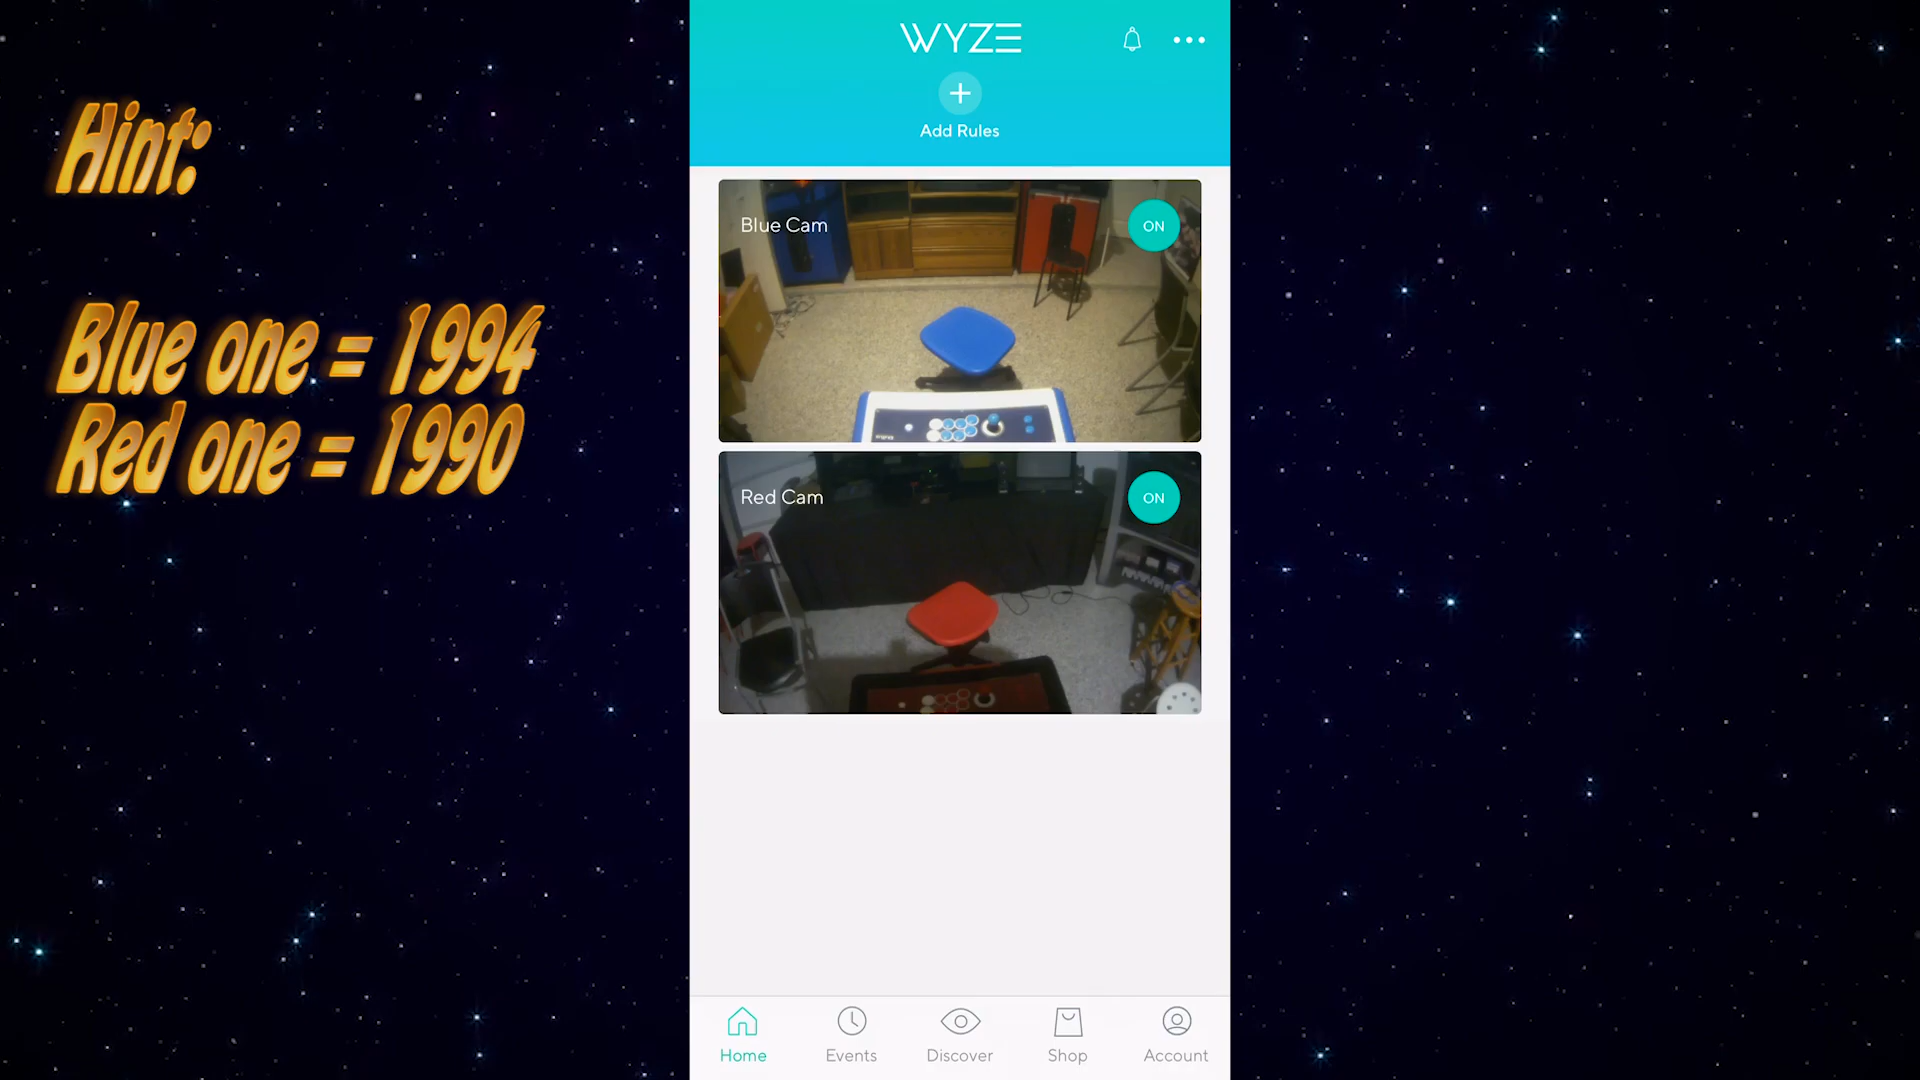 Hint:
Blue one = 1994
Red one = 1990
WYZE
Add Rules
Blue Cam
ON
Red Cam
ON
Home
Events
Discover
Shop
Account